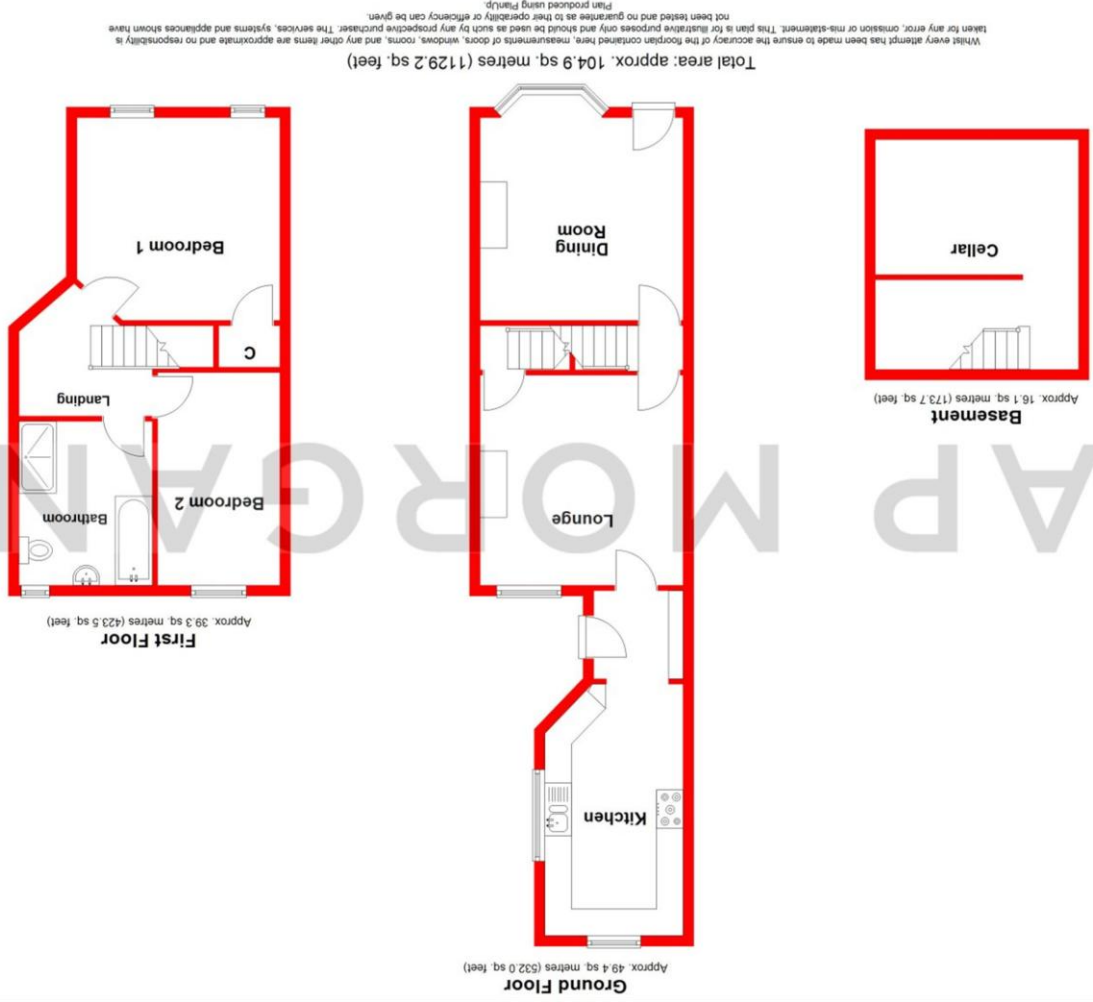 Ground Floor
Approx. 49.4 sq. metres (532.0 sq. feet)
Kitchen
First Floor
Approx. 39.3 sq. metres (423.5 sq. feet)
Lounge
Bathroom
Bedroom 2
AP MORGAN
Basement
Approx. 16.1 sq. metres (173.7 sq. feet)
Landing
C
Cellar
Dining
Room
Bedroom 1
Total area: approx. 104.9 sq. metres (1129.2 sq. feet)
Whilst every attempt has been made to ensure the accuracy of the floorplan contained here, measurements of doors, windows, rooms, and any other items are approximate and no responsibility is
taken for any error, omission or mis-statement. This plan is for illustrative purposes only and should be used as such by any prospective purchaser. The services, systems and appliances shown have
not been tested and no guarantee as to their operability or efficiency can be given.
Plan produced using PlanUp.